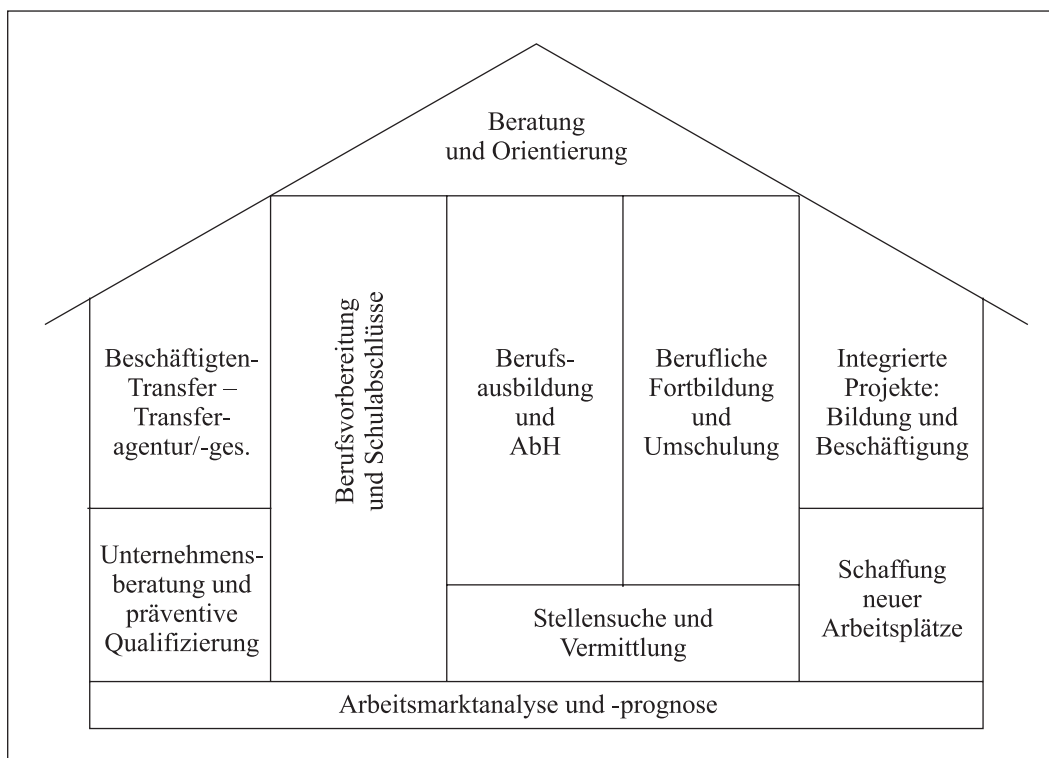 Beratung
und Orientierung
Beschäftigten-
Transfer –
Transfer-
agentur/-ges.
Berufsvorbereitung
und Schulabschlüsse
Berufs-
ausbildung
und
AbH
Berufliche
Fortbildung
und
Umschulung
Integrierte
Projekte:
Bildung und
Beschäftigung
Unternehmens-
beratung und
präventive
Qualifizierung
Stellensuche und
Vermittlung
Schaffung
neuer
Arbeitsplätze
Arbeitsmarktanalyse und -prognose